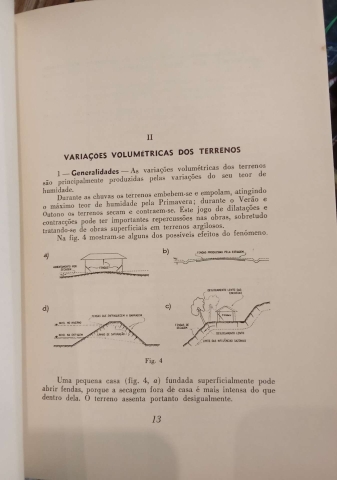 II
VARIAÇÕES VOLUMÉTRICAS DOS TERRENOS
1 — Generalidades — As variações volumétricas dos terrenos
são principalmente produzidas pelas variações do seu teor de
humidade.
Durante as chuvas os terrenos embebem-se e empolam, atingindo
o máximo teor de humidade pela Primavera; durante o Verão e
Outono os terrenos secam e contraem-se. Este jogo de dilatações e
contracções pode ter importantes repercussões nas obras, sobretudo
tratando-se de obras superficiais em terrenos argilosos.
Na fig. 4 mostram-se alguns dos possíveis efeitos do fenómeno.
a)
b)
d)
c)
Fig. 4
Uma pequena casa (fig. 4, a) fundada superficialmente pode
abrir fendas, porque a secagem fora de casa é mais intensa do que
dentro dela. O terreno assenta portanto desigualmente.
13